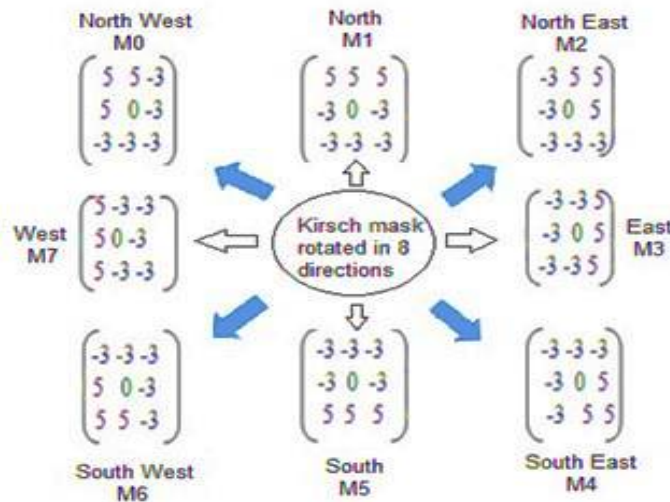 North West
M0
5 5 -3
5 0 -3
-3 -3 -3
North
M1
5 5 5
-3 0 -3
-3 -3 -3
North East
M2
-3 5 5
-3 0 5
-3 -3 -3
West
M7
5 -3 -3
5 0 -3
5 -3 -3
Kirsch mask
rotated in 8
directions
-3 -3 5
-3 0 5
-3 -3 5
East
M3
-3 -3 -3
5 0 -3
5 5 -3
South West
M6
-3 -3 -3
-3 0 -3
5 5 5
South
M5
-3 -3 -3
-3 0 5
-3 5 5
South East
M4